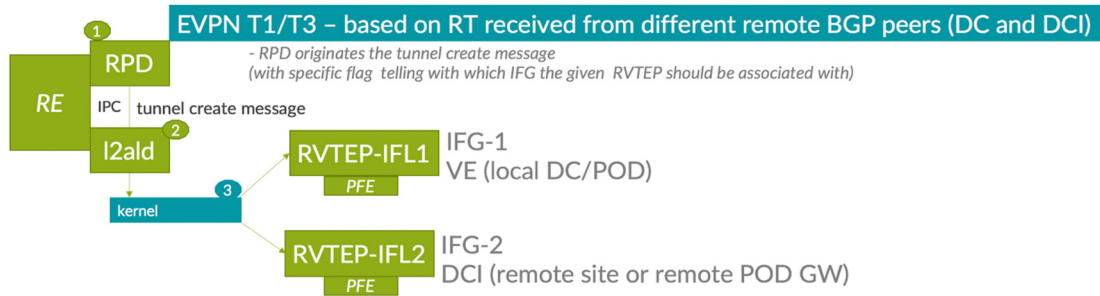 EVPN T1/T3 – based on RT received from different remote BGP peers (DC and DCI)
1
RPD
- RPD originates the tunnel create message
(with specific flag telling with which IFG the given RVTEP should be associated with)
RE
IPC
tunnel create message
2
l2ald
RVTEP-IFL1
PFE
IFG-1
VE (local DC/POD)
3
kernel
RVTEP-IFL2
PFE
IFG-2
DCI (remote site or remote POD GW)